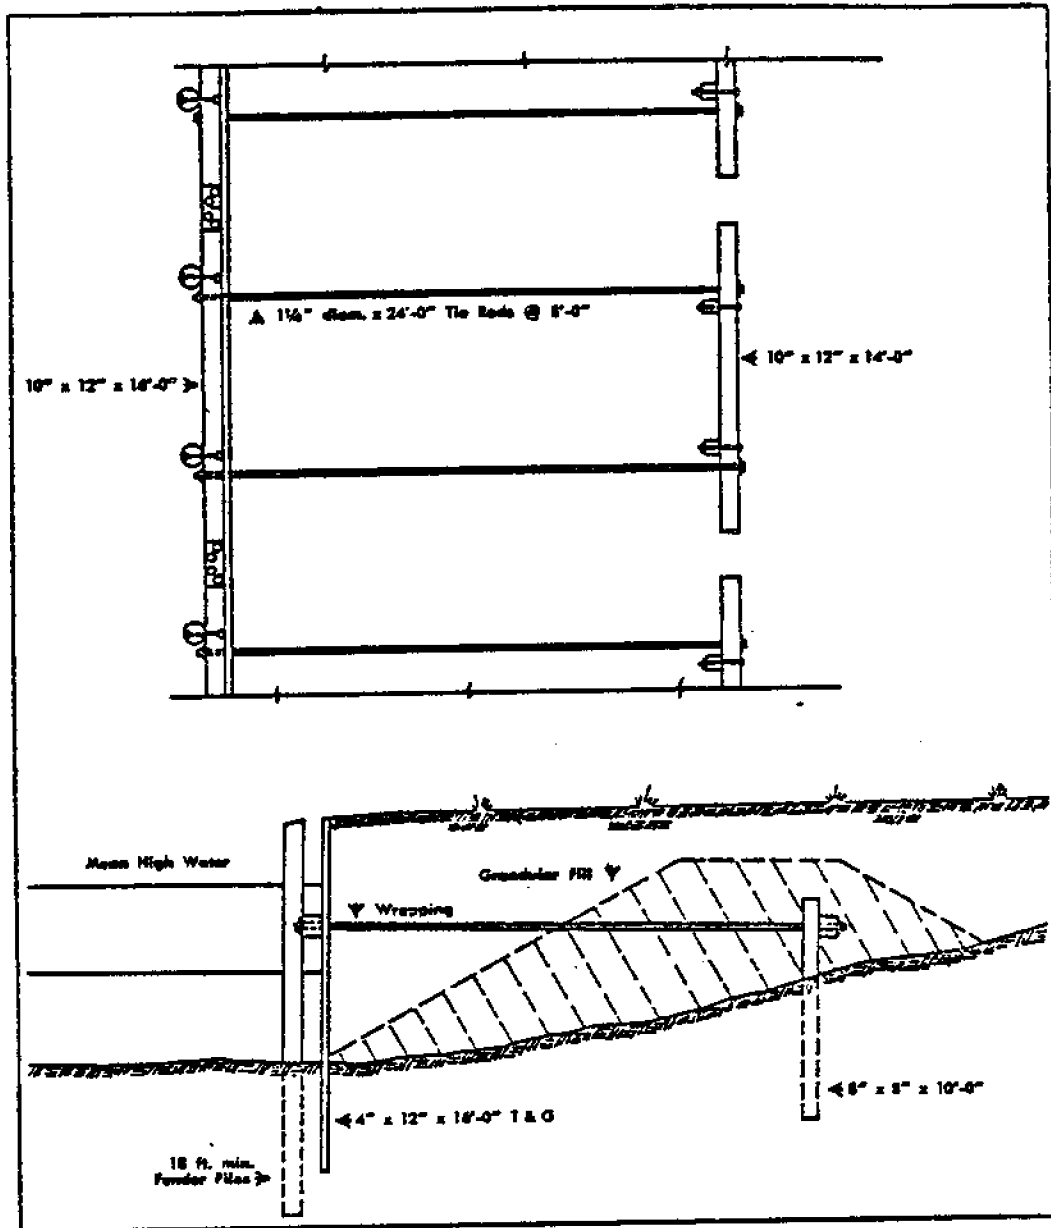 1¼" diam. x 24'-0" Tie Rods @ 8'-0"
10" x 12" x 14'-0"
10" x 12" x 16'-0"
Mean High Water
Granular Fill
Wrapping
8" x 8" x 10'-0"
4" x 12" x 16'-0" T & G
18 ft. min.
Fender Piles